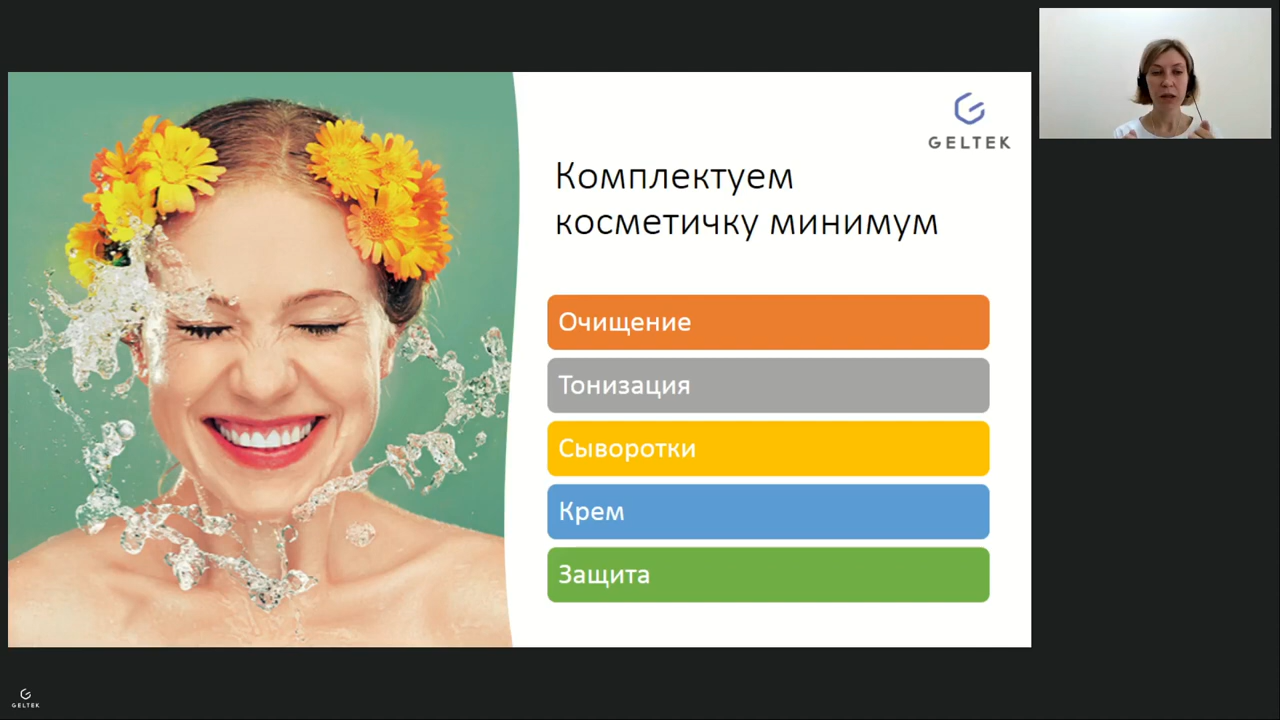 GELTEK
Комплектуем
косметичку минимум
Очищение
Тонизация
Сыворотки
Крем
Защита
GELTEK